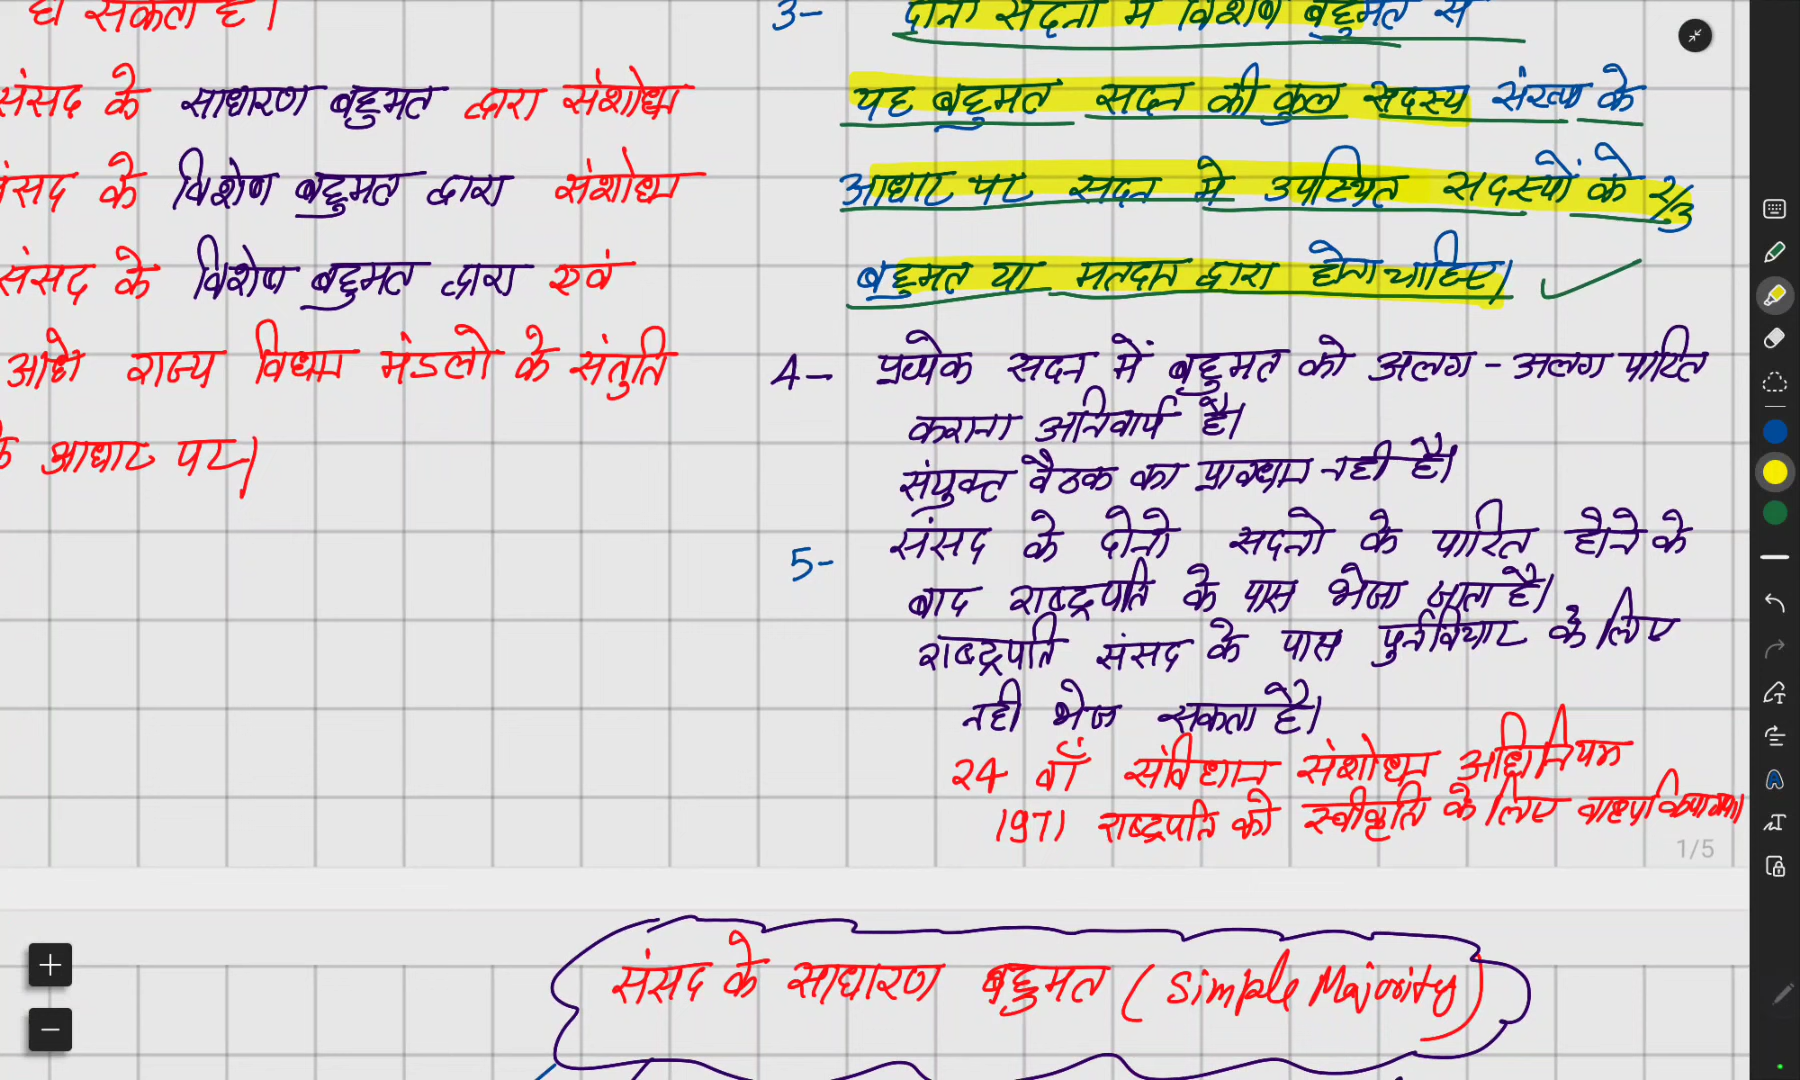 हो सकता है।
संसद के साधारण बहुमत द्वारा संशोधन
संसद के विशेष बहुमत द्वारा संशोधन
संसद के विशेष बहुमत द्वारा एवं
आधे राज्य विधान मंडलो के संतुति
के आधार पर।
3- दोनो सदनो में विशेष बहुमत से
यह बहुमत सदन की कुल सदस्य संख्या के
आधार पर सदन मे उपस्थित सदस्यों के 2/3
बहुमत या मतदान द्वारा होना चाहिए।
4- प्रत्येक सदन में बहुमत को अलग - अलग पारित
कराना अनिवार्य है।
संयुक्त बैठक का प्रावधान नही है।
5- संसद के दोनो सदनो के पारित होने के
बाद राष्ट्रपति के पास भेजा जाता है।
राष्ट्रपति संसद के पास पुर्नविचार के लिए
नही भेज सकता है।
24 वाँ संविधान संशोधन अधिनियम
1971 राष्ट्रपति को स्वीकृति के लिए बाध्य किया गया।
1/5
संसद के साधारण बहुमत (Simple Majority)